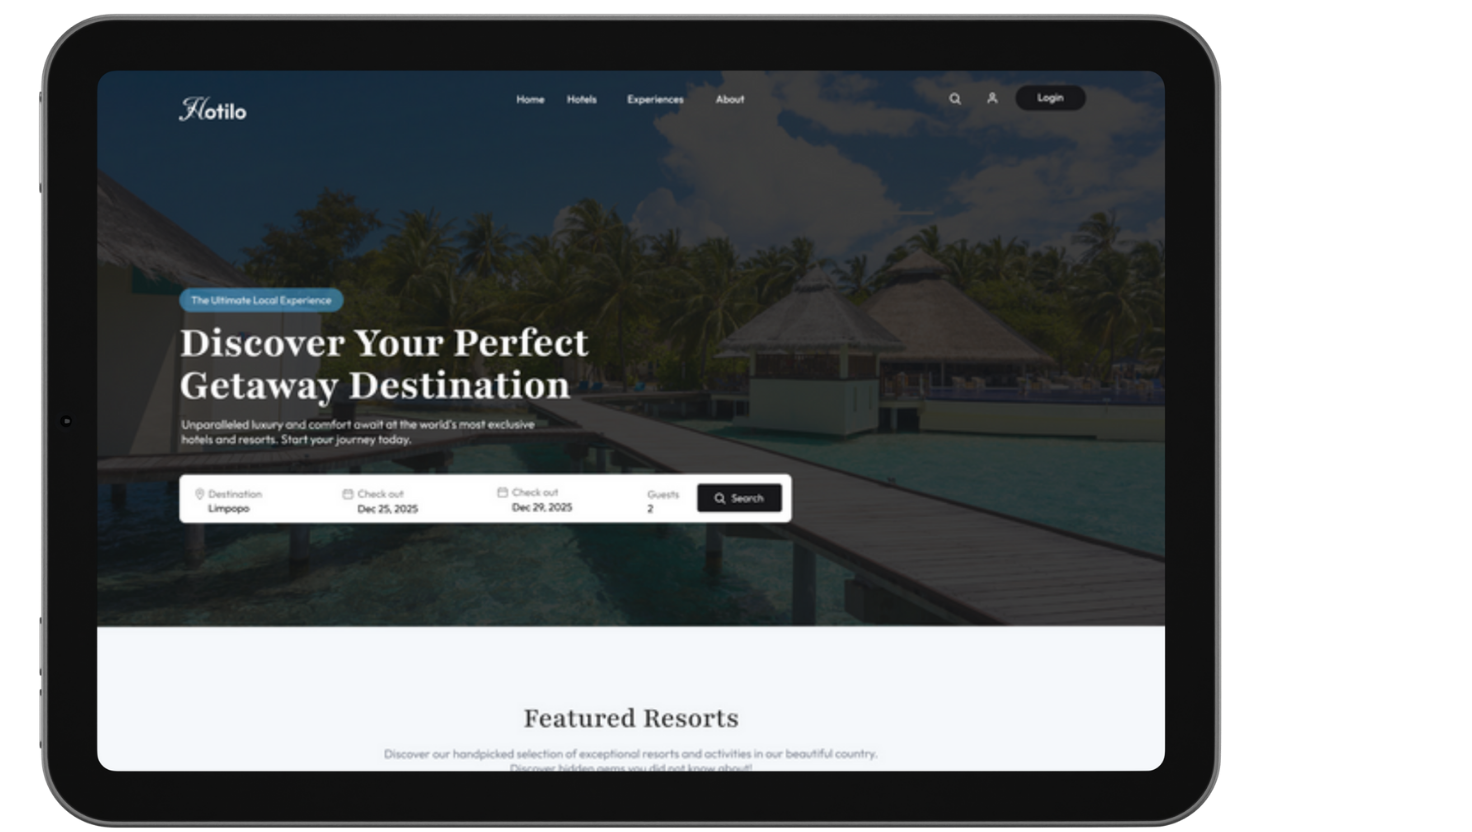 Hotilo
Home Hotels Experiences About
Login
The Ultimate Local Experience
Discover Your Perfect
Getaway Destination
Unparalleled luxury and comfort await at the world's most exclusive
hotels and resorts. Start your journey today.
Destination Check out Check out Guests
Limpopo Dec 25, 2025 Dec 29, 2025 2
Search
Featured Resorts
Discover our handpicked selection of exceptional resorts and activities in our beautiful country.
Discover hidden gems you did not know about!